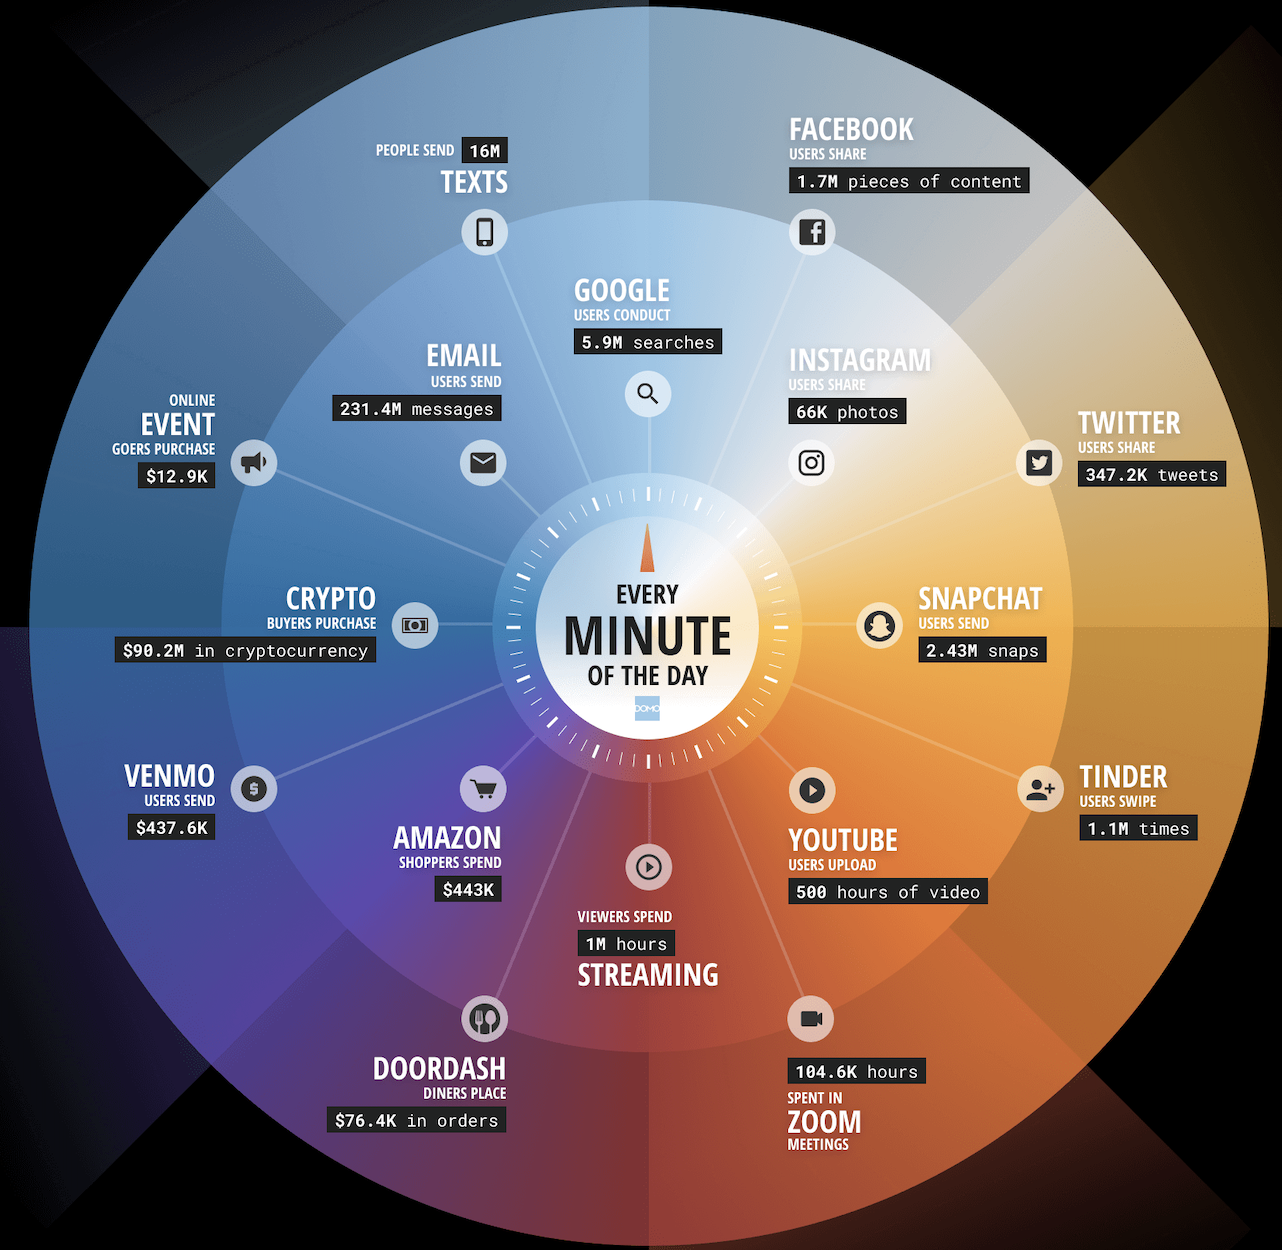 PEOPLE SEND 16M
TEXTS
FACEBOOK
USERS SHARE
1.7M pieces of content
GOOGLE
USERS CONDUCT
5.9M searches
EMAIL
USERS SEND
231.4M messages
INSTAGRAM
USERS SHARE
66K photos
ONLINE
EVENT
GOERS PURCHASE
$12.9K
TWITTER
USERS SHARE
347.2K tweets
CRYPTO
BUYERS PURCHASE
$90.2M in cryptocurrency
EVERY
MINUTE
OF THE DAY
DOMO
SNAPCHAT
USERS SEND
2.43M snaps
VENMO
USERS SEND
$437.6K
AMAZON
SHOPPERS SPEND
$443K
YOUTUBE
USERS UPLOAD
500 hours of video
TINDER
USERS SWIPE
1.1M times
VIEWERS SPEND
1M hours
STREAMING
DOORDASH
DINERS PLACE
$76.4K in orders
104.6K hours
SPENT IN
ZOOM
MEETINGS